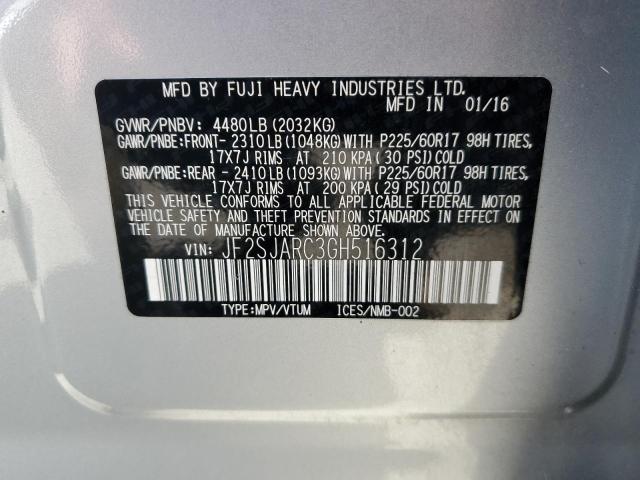 MFD BY FUJI HEAVY INDUSTRIES LTD.
MFD IN 01/16
GVWR/PNBV: 4480LB(2032KG)
GAWR/PNBE:FRONT- 2310LB(1048KG)WITH P225/60R17 98H TIRES,
17X7J RIMS AT 210 KPA( 30 PSI)COLD
GAWR/PNBE:REAR - 2410LB(1093KG)WITH P225/60R17 98H TIRES,
17X7J RIMS AT 200 KPA( 29 PSI)COLD
THIS VEHICLE CONFORMS TO ALL APPLICABLE FEDERAL MOTOR
VEHICLE SAFETY AND THEFT PREVENTION STANDARDS IN EFFECT ON
THE DATE OF MANUFACTURE SHOWN ABOVE.
VIN: JF2SJARC3GH516312
TYPE:MPV/VTUM ICES/NMB-002